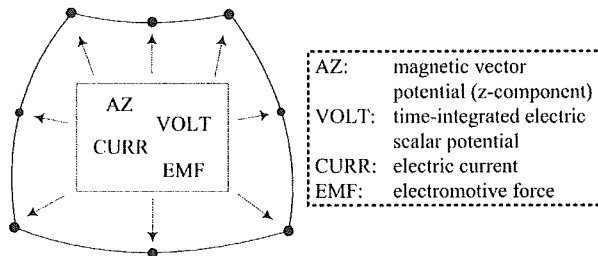 AZ
VOLT
CURR
EMF
AZ: magnetic vector
potential (z-component)
VOLT: time-integrated electric
scalar potential
CURR: electric current
EMF: electromotive force